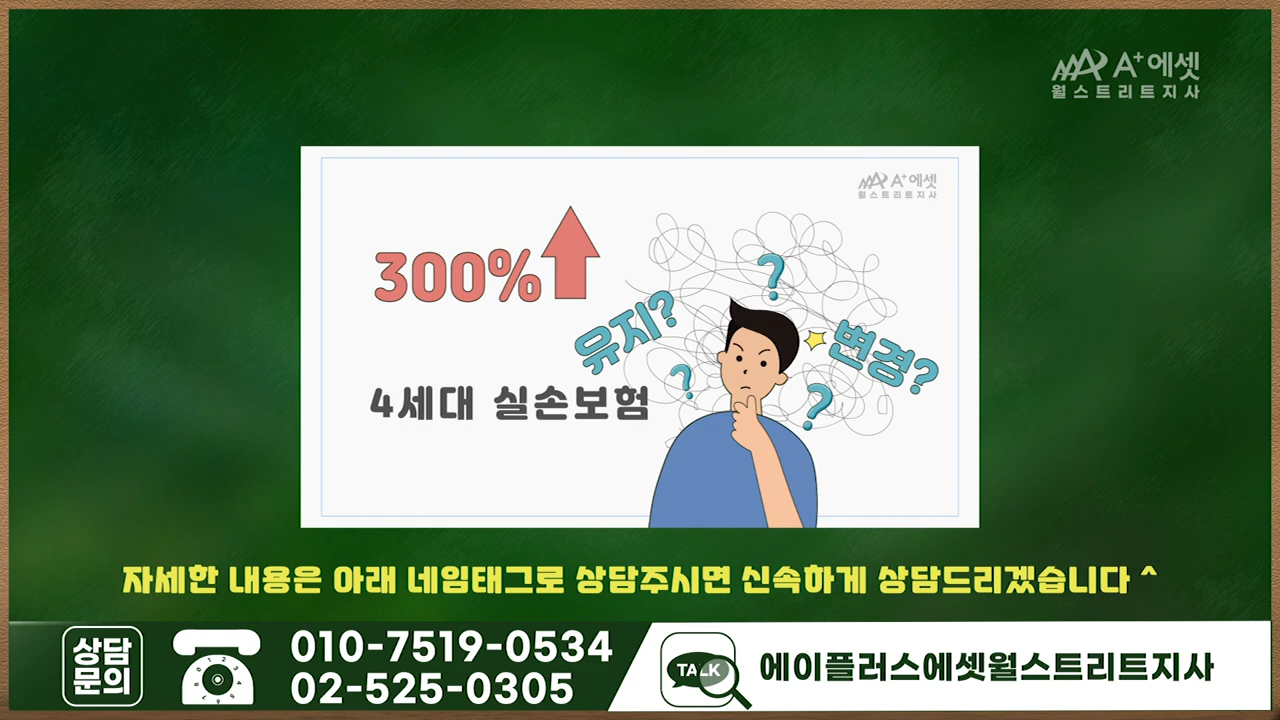 A+에셋
월스트리트지사
A+에셋
월스트리트지사
300%
유지?
?
변경?
?
?
4세대 실손보험
자세한 내용은 아래 네임태그로 상담주시면 신속하게 상담드리겠습니다 ^
상담
문의
010-7519-0534
02-525-0305
TALK
에이플러스에셋월스트리트지사